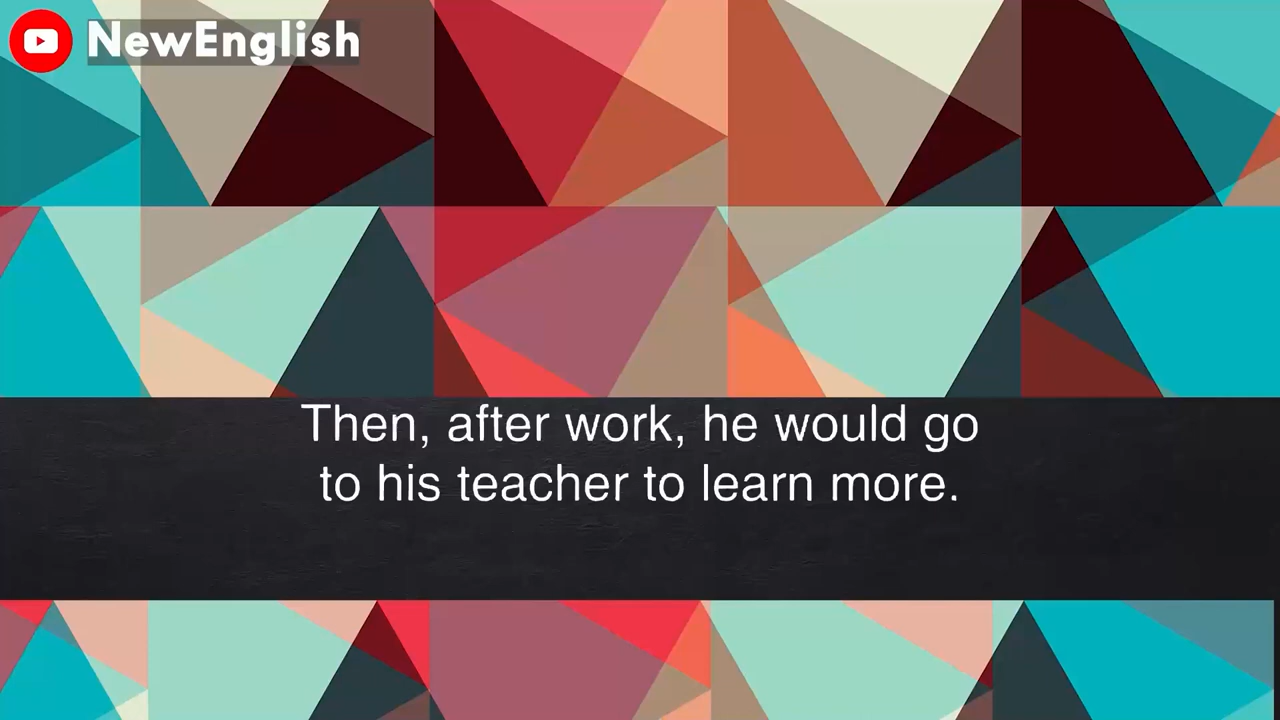 NewEnglish
Then, after work, he would go
to his teacher to learn more.